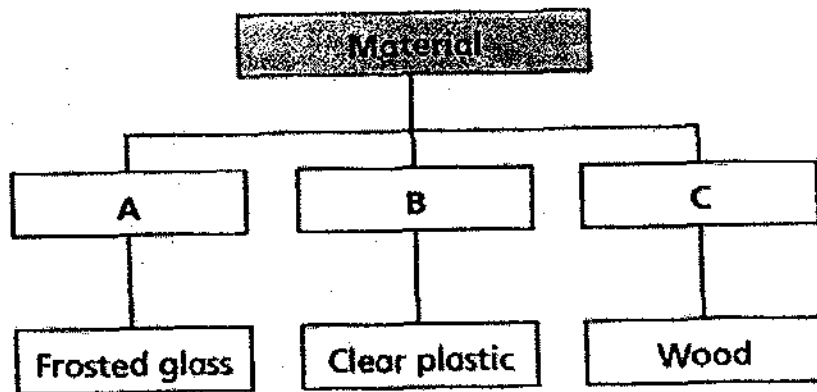 Material
A
B
C
Frosted glass
Clear plastic
Wood